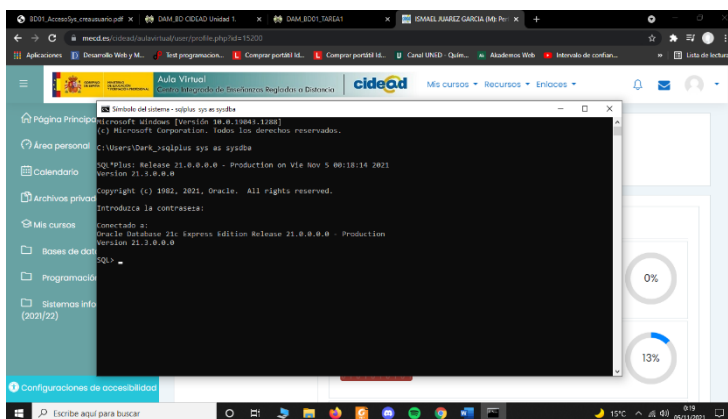 BD01_AccesoSys_creausuario.pdf
DAM_BD CIDEAD Unidad 1.
DAM_BD01_TAREA1
ISMAEL JUAREZ GARCIA (M): Per
mecd.es/cidead/aulavirtual/user/profile.php?id=15200
Aplicaciones
Desarrollo Web y M...
Test programacion...
Comprar portátil Id...
Comprar portátil Id...
Canal UNED - Quím...
Akademos Web
Intervalo de confian...
Lista de lectura
Aula Virtual
Centro Integrado de Enseñanzas Regladas a Distancia
cidead
Mis cursos
Recursos
Enlaces
Página Principa
Área personal
Calendario
Archivos privad
Mis cursos
Bases de dat
Programació
Sistemas info
(2021/22)
Configuraciones de accesibilidad
Símbolo del sistema - sqlplus sys as sysdba
Microsoft Windows [Versión 10.0.19043.1288]
(c) Microsoft Corporation. Todos los derechos reservados.
C:\Users\Dark_>sqlplus sys as sysdba
SQL*Plus: Release 21.0.0.0.0 - Production on Vie Nov 5 00:18:14 2021
Version 21.3.0.0.0
Copyright (c) 1982, 2021, Oracle. All rights reserved.
Introduzca la contrase±a:
Conectado a:
Oracle Database 21c Express Edition Release 21.0.0.0.0 - Production
Version 21.3.0.0.0
SQL> _
0%
13%
Escribe aquí para buscar
15°C
0:19
05/11/2021